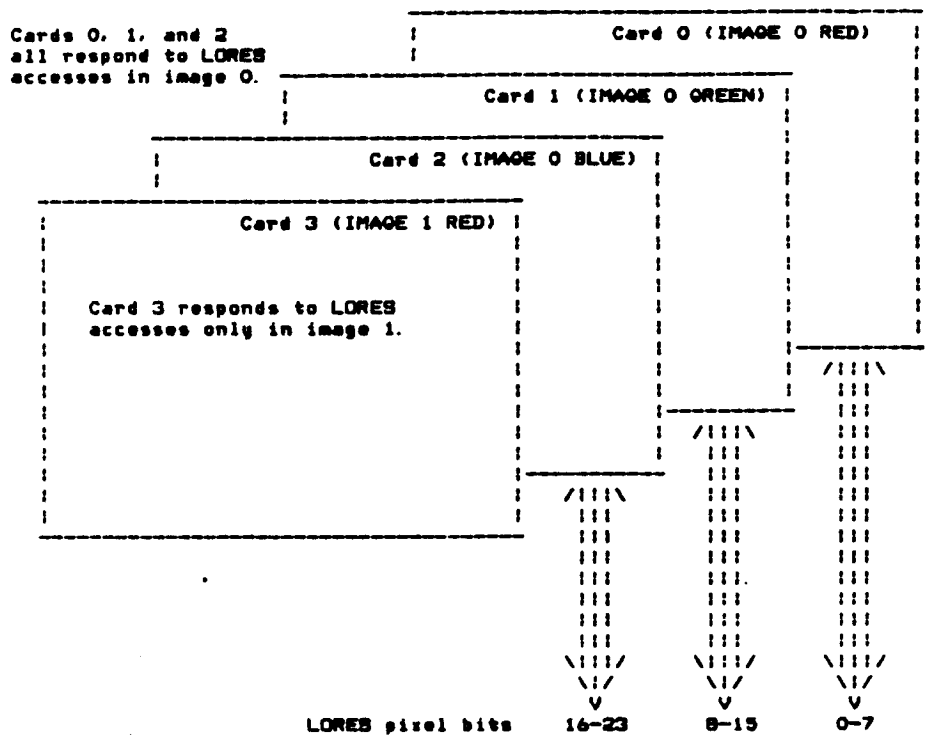 Cards 0, 1, and 2
all respond to LORES
accesses in image 0.
Card 0 (IMAGE 0 RED)
Card 1 (IMAGE 0 GREEN)
Card 2 (IMAGE 0 BLUE)
Card 3 (IMAGE 1 RED)
Card 3 responds to LORES
accesses only in image 1.
LORES pixel bits 16-23 8-15 0-7